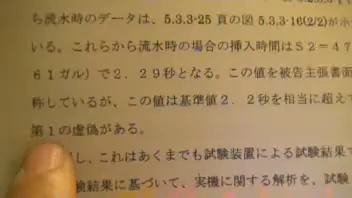 ら流水時のデータは、5.3.3-25 頁の図 5.3.3-16(2/2)が示
いる。これらから流水時の場合の挿入時間はS2=47
61ガル)で2.29秒となる。この値を被告主張書面
称しているが、この値は基準値2.2秒を相当に超えて
第1の虚偽がある。
し、これはあくまでも試験装置による試験結果で
験結果に基づいて、実機に関する解析を、試験